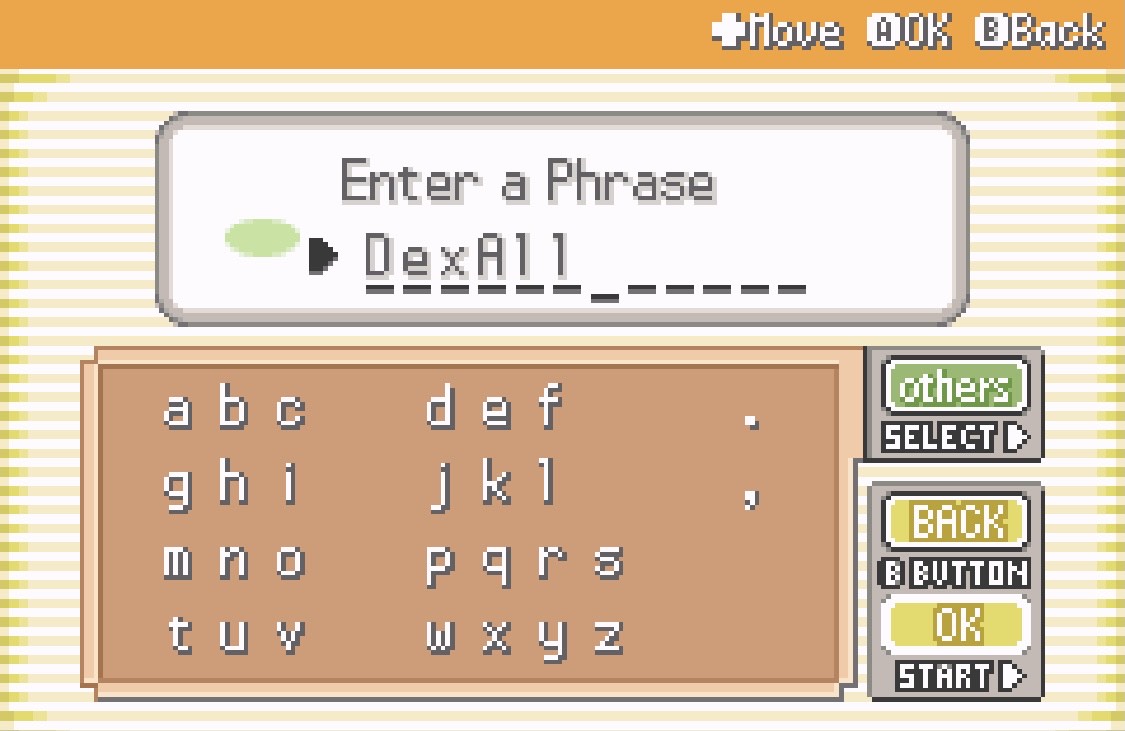 Move AOK BBack
Enter a Phrase
DexAll
a b c d e f .
g h i j k l ,
m n o p q r s
t u v w x y z
others
SELECT
BACK
B BUTTON
OK
START